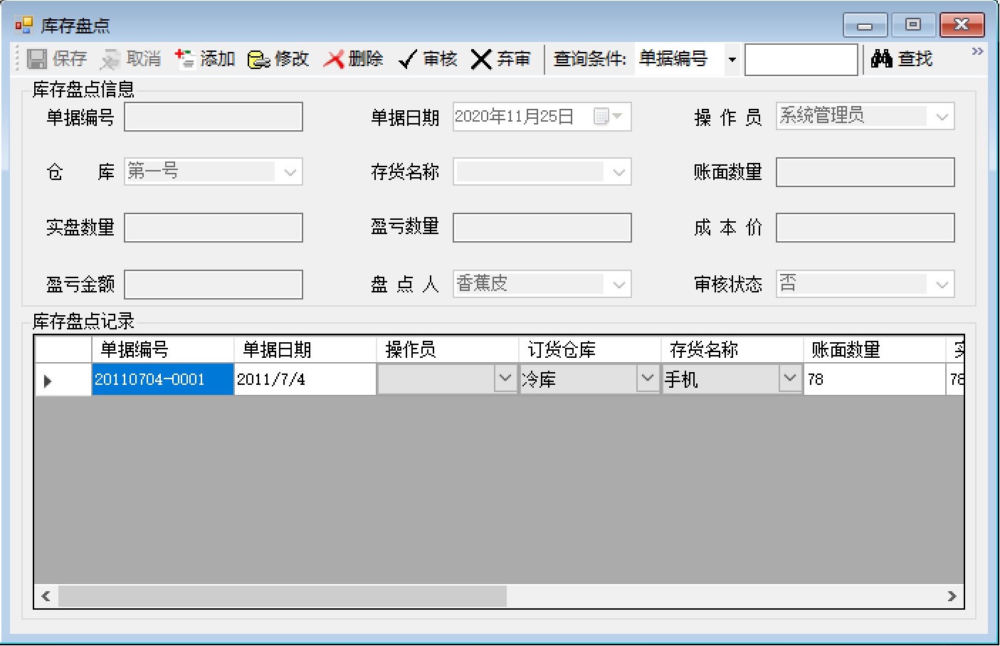 库存盘点
保存 取消 添加 修改 删除 审核 弃审 查询条件: 单据编号 查找
库存盘点信息
单据编号 单据日期 2020年11月25日 操 作 员 系统管理员
仓 库 第一号 存货名称 账面数量
实盘数量 盈亏数量 成 本 价
盈亏金额 盘 点 人 香蕉皮 审核状态 否
库存盘点记录
单据编号 单据日期 操作员 订货仓库 存货名称 账面数量
20110704-0001 2011/7/4 冷库 手机 78 78